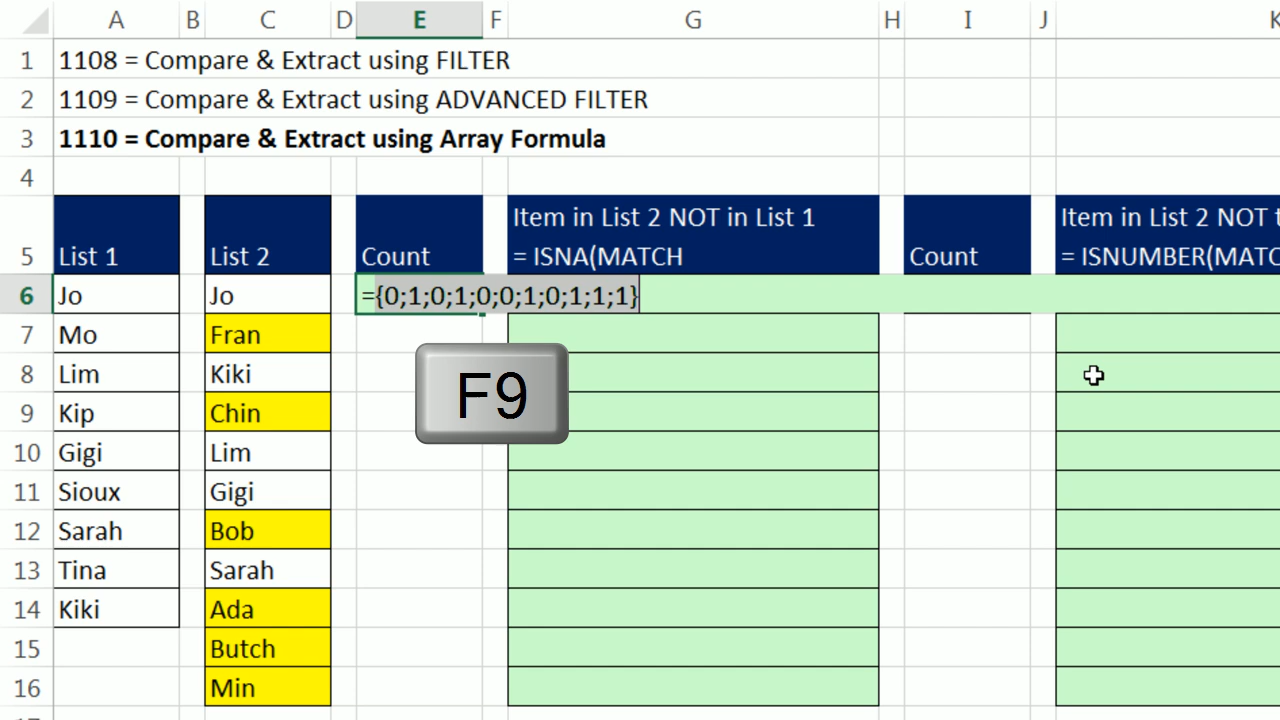 A B C D E F G H I J K
1 1108 = Compare & Extract using FILTER
2 1109 = Compare & Extract using ADVANCED FILTER
3 1110 = Compare & Extract using Array Formula
4
Item in List 2 NOT in List 1 Item in List 2 NOT t
5 List 1 List 2 Count = ISNA(MATCH Count = ISNUMBER(MATC
6 Jo Jo ={0;1;0;1;0;0;1;0;1;1;1}
7 Mo Fran
8 Lim Kiki
F9
9 Kip Chin
10 Gigi Lim
11 Sioux Gigi
12 Sarah Bob
13 Tina Sarah
14 Kiki Ada
15 Butch
16 Min